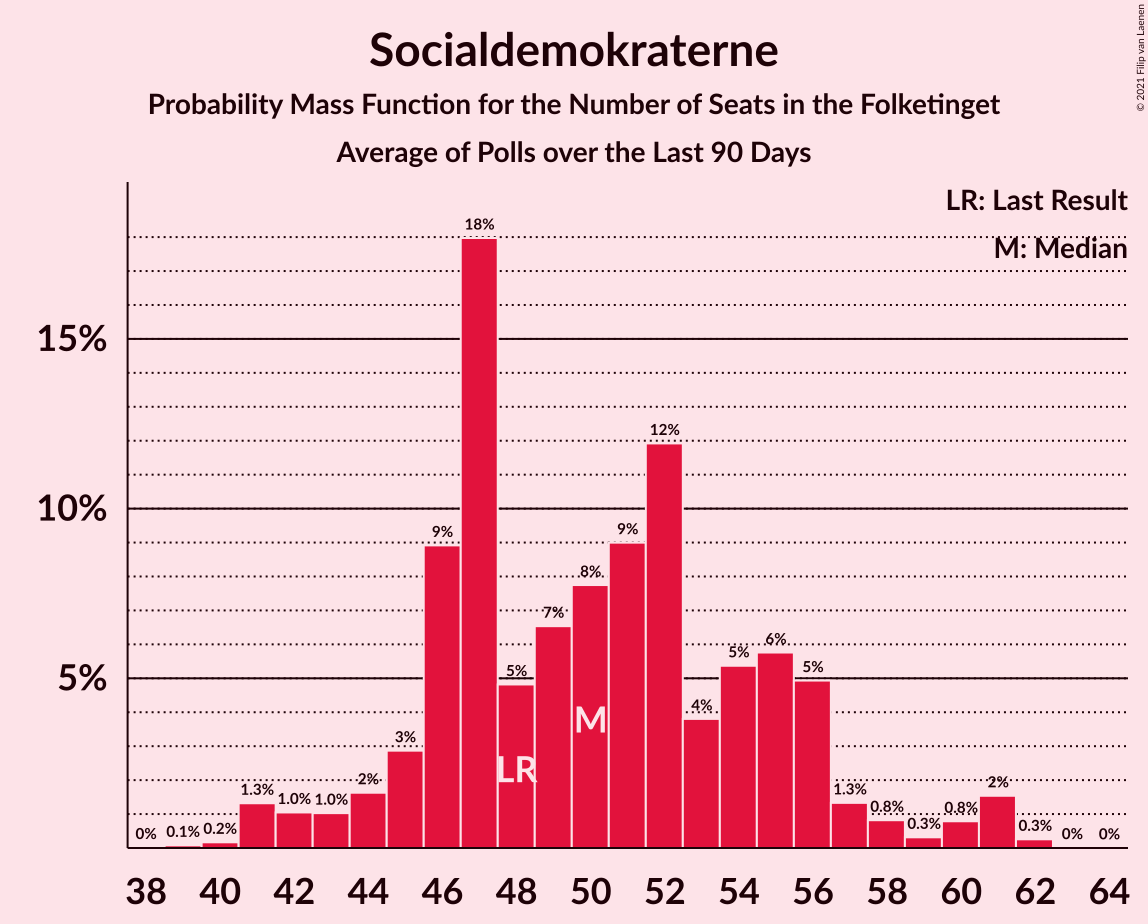 Socialdemokraterne
Probability Mass Function for the Number of Seats in the Folketinget
Average of Polls over the Last 90 Days
© 2021 Filip van Laenen
LR: Last Result
M: Median
15%
10%
5%
0% 0.1% 0.2% 1.3% 1.0% 1.0% 2% 3% 9% 18% 5% 7% 8% 9% 12% 4% 5% 6% 5% 1.3% 0.8% 0.3% 0.8% 2% 0.3% 0% 0%
M
LR
38 40 42 44 46 48 50 52 54 56 58 60 62 64